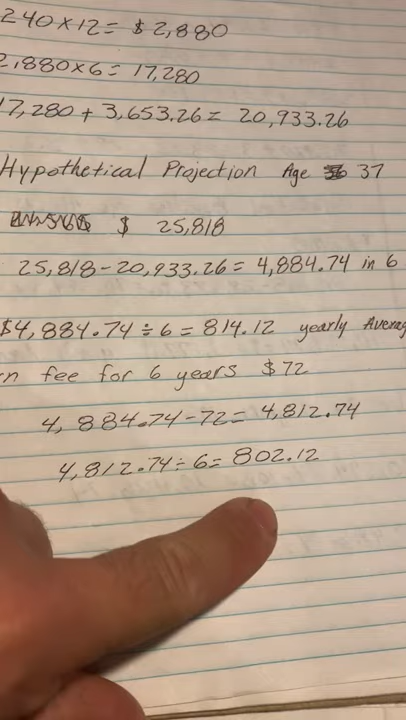 240 x 12 = $2,880
2,880 x 6 = 17,280
17,280 + 3,653.26 = 20,933.26
Hypothetical Projection Age 37
$ 25,818
25,818 - 20,933.26 = 4,884.74 in 6
$4,884.74 ÷ 6 = 814.12 yearly Averag
n fee for 6 years $72
4,884.74 - 72 = 4,812.74
4,812.74 ÷ 6 = 802.12